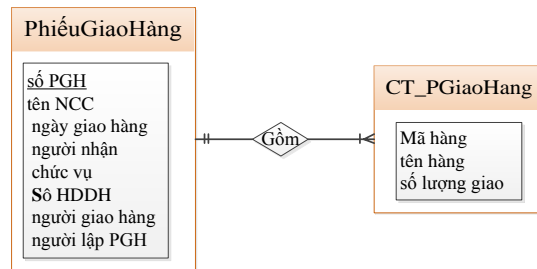 PhiếuGiaoHàng
số PGH
tên NCC
ngày giao hàng
người nhận
chức vụ
Sô HDDH
người giao hàng
người lập PGH
Gồm
CT_PGiaoHang
Mã hàng
tên hàng
số lượng giao